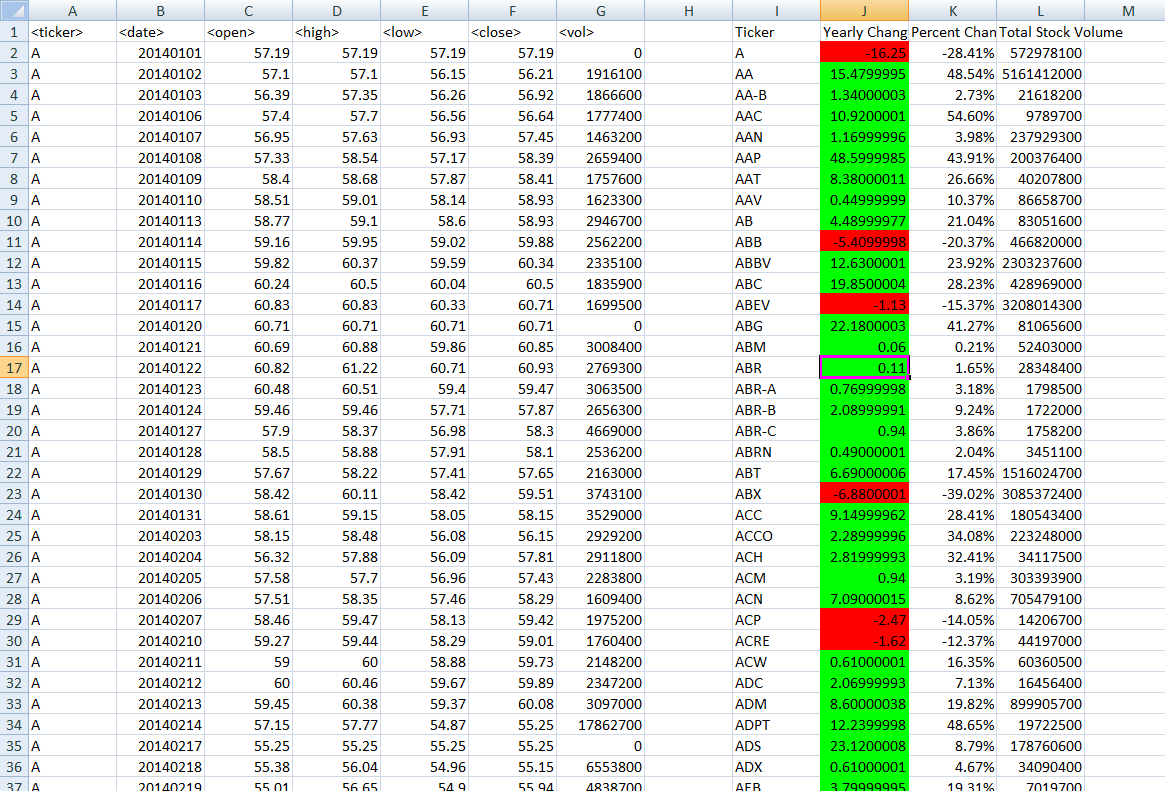 A B C D E F G H I J K L M
1 <ticker> <date> <open> <high> <low> <close> <vol> Ticker Yearly Chang Percent Chan Total Stock Volume
2 A 20140101 57.19 57.19 57.19 57.19 0 A -16.25 -28.41% 572978100
3 A 20140102 57.1 57.1 56.15 56.21 1916100 AA 15.4799995 48.54% 5161412000
4 A 20140103 56.39 57.35 56.26 56.92 1866600 AA-B 1.34000003 2.73% 21618200
5 A 20140106 57.4 57.7 56.56 56.64 1777400 AAC 10.9200001 54.60% 9789700
6 A 20140107 56.95 57.63 56.93 57.45 1463200 AAN 1.16999996 3.98% 237929300
7 A 20140108 57.33 58.54 57.17 58.39 2659400 AAP 48.5999985 43.91% 200376400
8 A 20140109 58.4 58.68 57.87 58.41 1757600 AAT 8.38000011 26.66% 40207800
9 A 20140110 58.51 59.01 58.14 58.93 1623300 AAV 0.44999999 10.37% 86658700
10 A 20140113 58.77 59.1 58.6 58.93 2946700 AB 4.48999977 21.04% 83051600
11 A 20140114 59.16 59.95 59.02 59.88 2562200 ABB -5.4099998 -20.37% 466820000
12 A 20140115 59.82 60.37 59.59 60.34 2335100 ABBV 12.6300001 23.92% 2303237600
13 A 20140116 60.24 60.5 60.04 60.5 1835900 ABC 19.8500004 28.23% 428969000
14 A 20140117 60.83 60.83 60.33 60.71 1699500 ABEV -1.13 -15.37% 3208014300
15 A 20140120 60.71 60.71 60.71 60.71 0 ABG 22.1800003 41.27% 81065600
16 A 20140121 60.69 60.88 59.86 60.85 3008400 ABM 0.06 0.21% 52403000
17 A 20140122 60.82 61.22 60.71 60.93 2769300 ABR 0.11 1.65% 28348400
18 A 20140123 60.48 60.51 59.4 59.47 3063500 ABR-A 0.76999998 3.18% 1798500
19 A 20140124 59.46 59.46 57.71 57.87 2656300 ABR-B 2.08999991 9.24% 1722000
20 A 20140127 57.9 58.37 56.98 58.3 4669000 ABR-C 0.94 3.86% 1758200
21 A 20140128 58.5 58.88 57.91 58.1 2536200 ABRN 0.49000001 2.04% 3451100
22 A 20140129 57.67 58.22 57.41 57.65 2163000 ABT 6.69000006 17.45% 1516024700
23 A 20140130 58.42 60.11 58.42 59.51 3743100 ABX -6.8800001 -39.02% 3085372400
24 A 20140131 58.61 59.15 58.05 58.15 3529000 ACC 9.14999962 28.41% 180543400
25 A 20140203 58.15 58.48 56.08 56.15 2929200 ACCO 2.28999996 34.08% 223248000
26 A 20140204 56.32 57.88 56.09 57.81 2911800 ACH 2.81999993 32.41% 34117500
27 A 20140205 57.58 57.7 56.96 57.43 2283800 ACM 0.94 3.19% 303393900
28 A 20140206 57.51 58.35 57.46 58.29 1609400 ACN 7.09000015 8.62% 705479100
29 A 20140207 58.46 59.47 58.13 59.42 1975200 ACP -2.47 -14.05% 14206700
30 A 20140210 59.27 59.44 58.29 59.01 1760400 ACRE -1.62 -12.37% 44197000
31 A 20140211 59 60 58.88 59.73 2148200 ACW 0.61000001 16.35% 60360500
32 A 20140212 60 60.46 59.67 59.89 2347200 ADC 2.06999993 7.13% 16456400
33 A 20140213 59.45 60.38 59.37 60.08 3097000 ADM 8.60000038 19.82% 899905700
34 A 20140214 57.15 57.77 54.87 55.25 17862700 ADPT 12.2399998 48.65% 19722500
35 A 20140217 55.25 55.25 55.25 55.25 0 ADS 23.1200008 8.79% 178760600
36 A 20140218 55.38 56.04 54.96 55.15 6553800 ADX 0.61000001 4.67% 34090400
37 A 20140219 55.01 56.65 54.9 55.94 4838700 AEB 3.79999995 19.31% 7019700